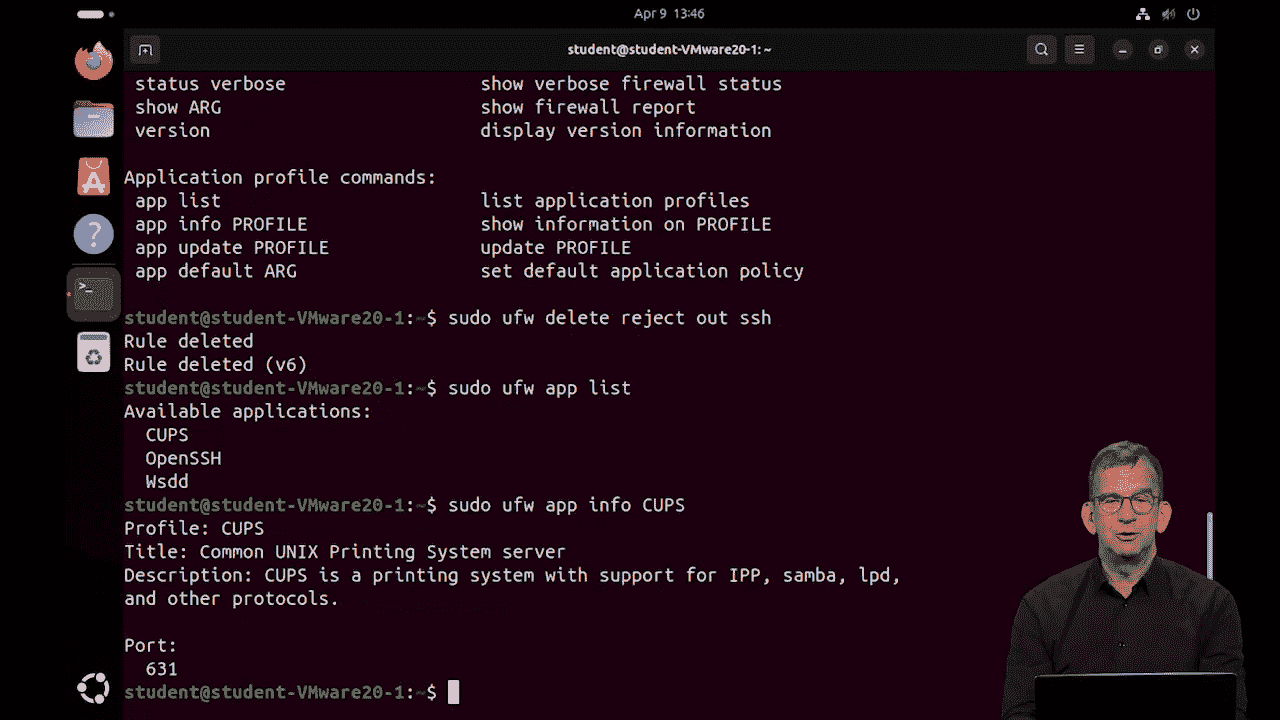 Apr 9 13:46
student@student-VMware20-1: ~
status verbose show verbose firewall status
show ARG show firewall report
version display version information
Application profile commands:
app list list application profiles
app info PROFILE show information on PROFILE
app update PROFILE update PROFILE
app default ARG set default application policy
student@student-VMware20-1:~$ sudo ufw delete reject out ssh
Rule deleted
Rule deleted (v6)
student@student-VMware20-1:~$ sudo ufw app list
Available applications:
CUPS
OpenSSH
Wsdd
student@student-VMware20-1:~$ sudo ufw app info CUPS
Profile: CUPS
Title: Common UNIX Printing System server
Description: CUPS is a printing system with support for IPP, samba, lpd,
and other protocols.
Port:
631
student@student-VMware20-1:~$